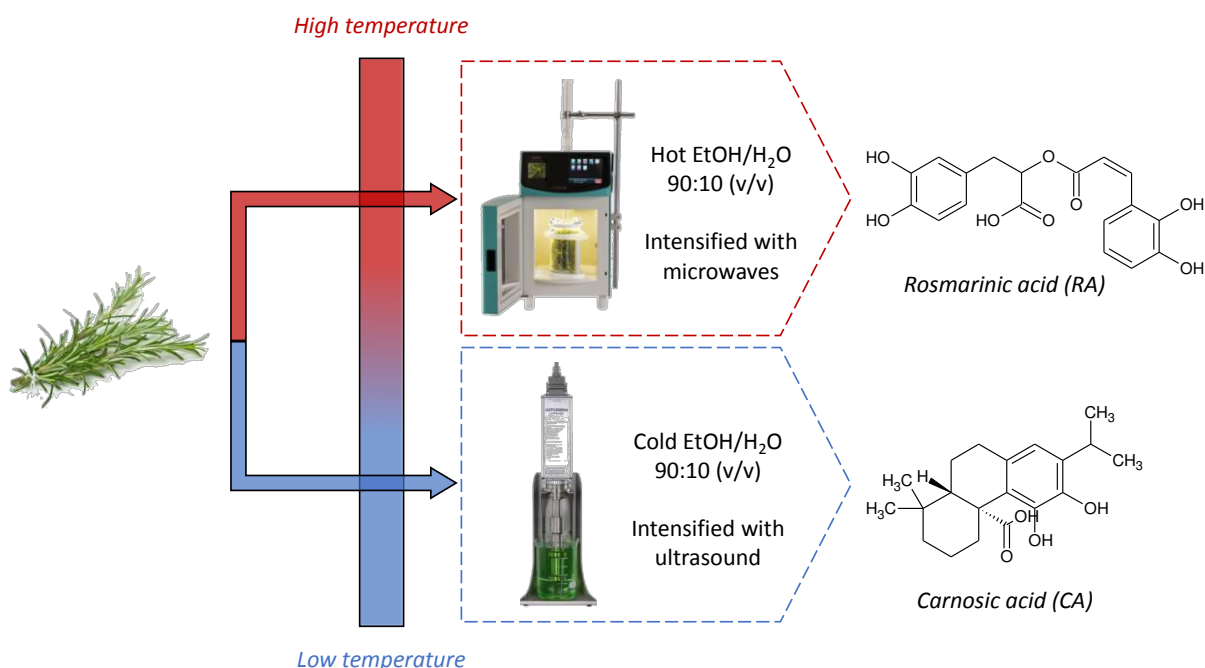 High temperature
Hot EtOH/H₂O
90:10 (v/v)
Intensified with
microwaves
HO
HO
O
HO
O
O
OH
OH
Rosmarinic acid (RA)
Cold EtOH/H₂O
90:10 (v/v)
Intensified with
ultrasound
CH₃
CH₃
H₃C
H
H₃C
OH
OH
O
OH
Carnosic acid (CA)
Low temperature